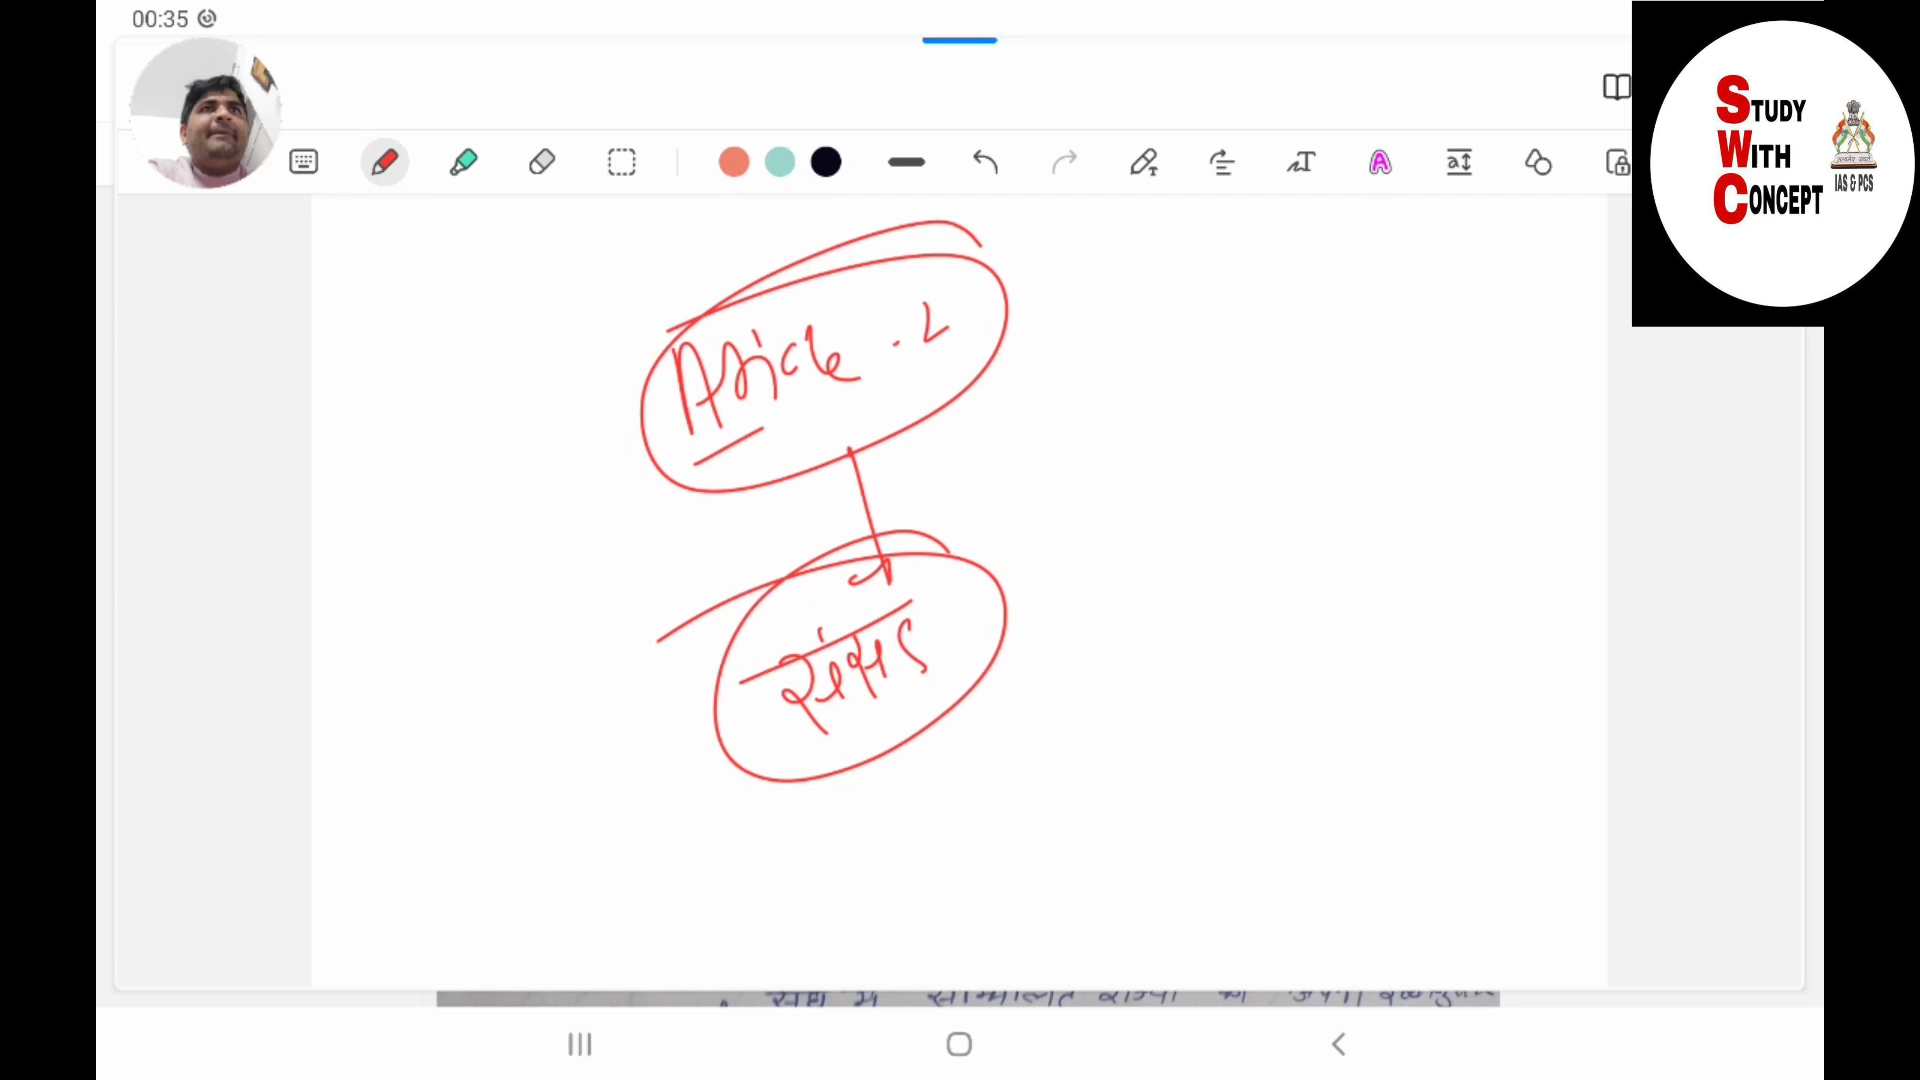 00:35
STUDY
WITH
CONCEPT
IAS & PCS
Article . 2
संसद